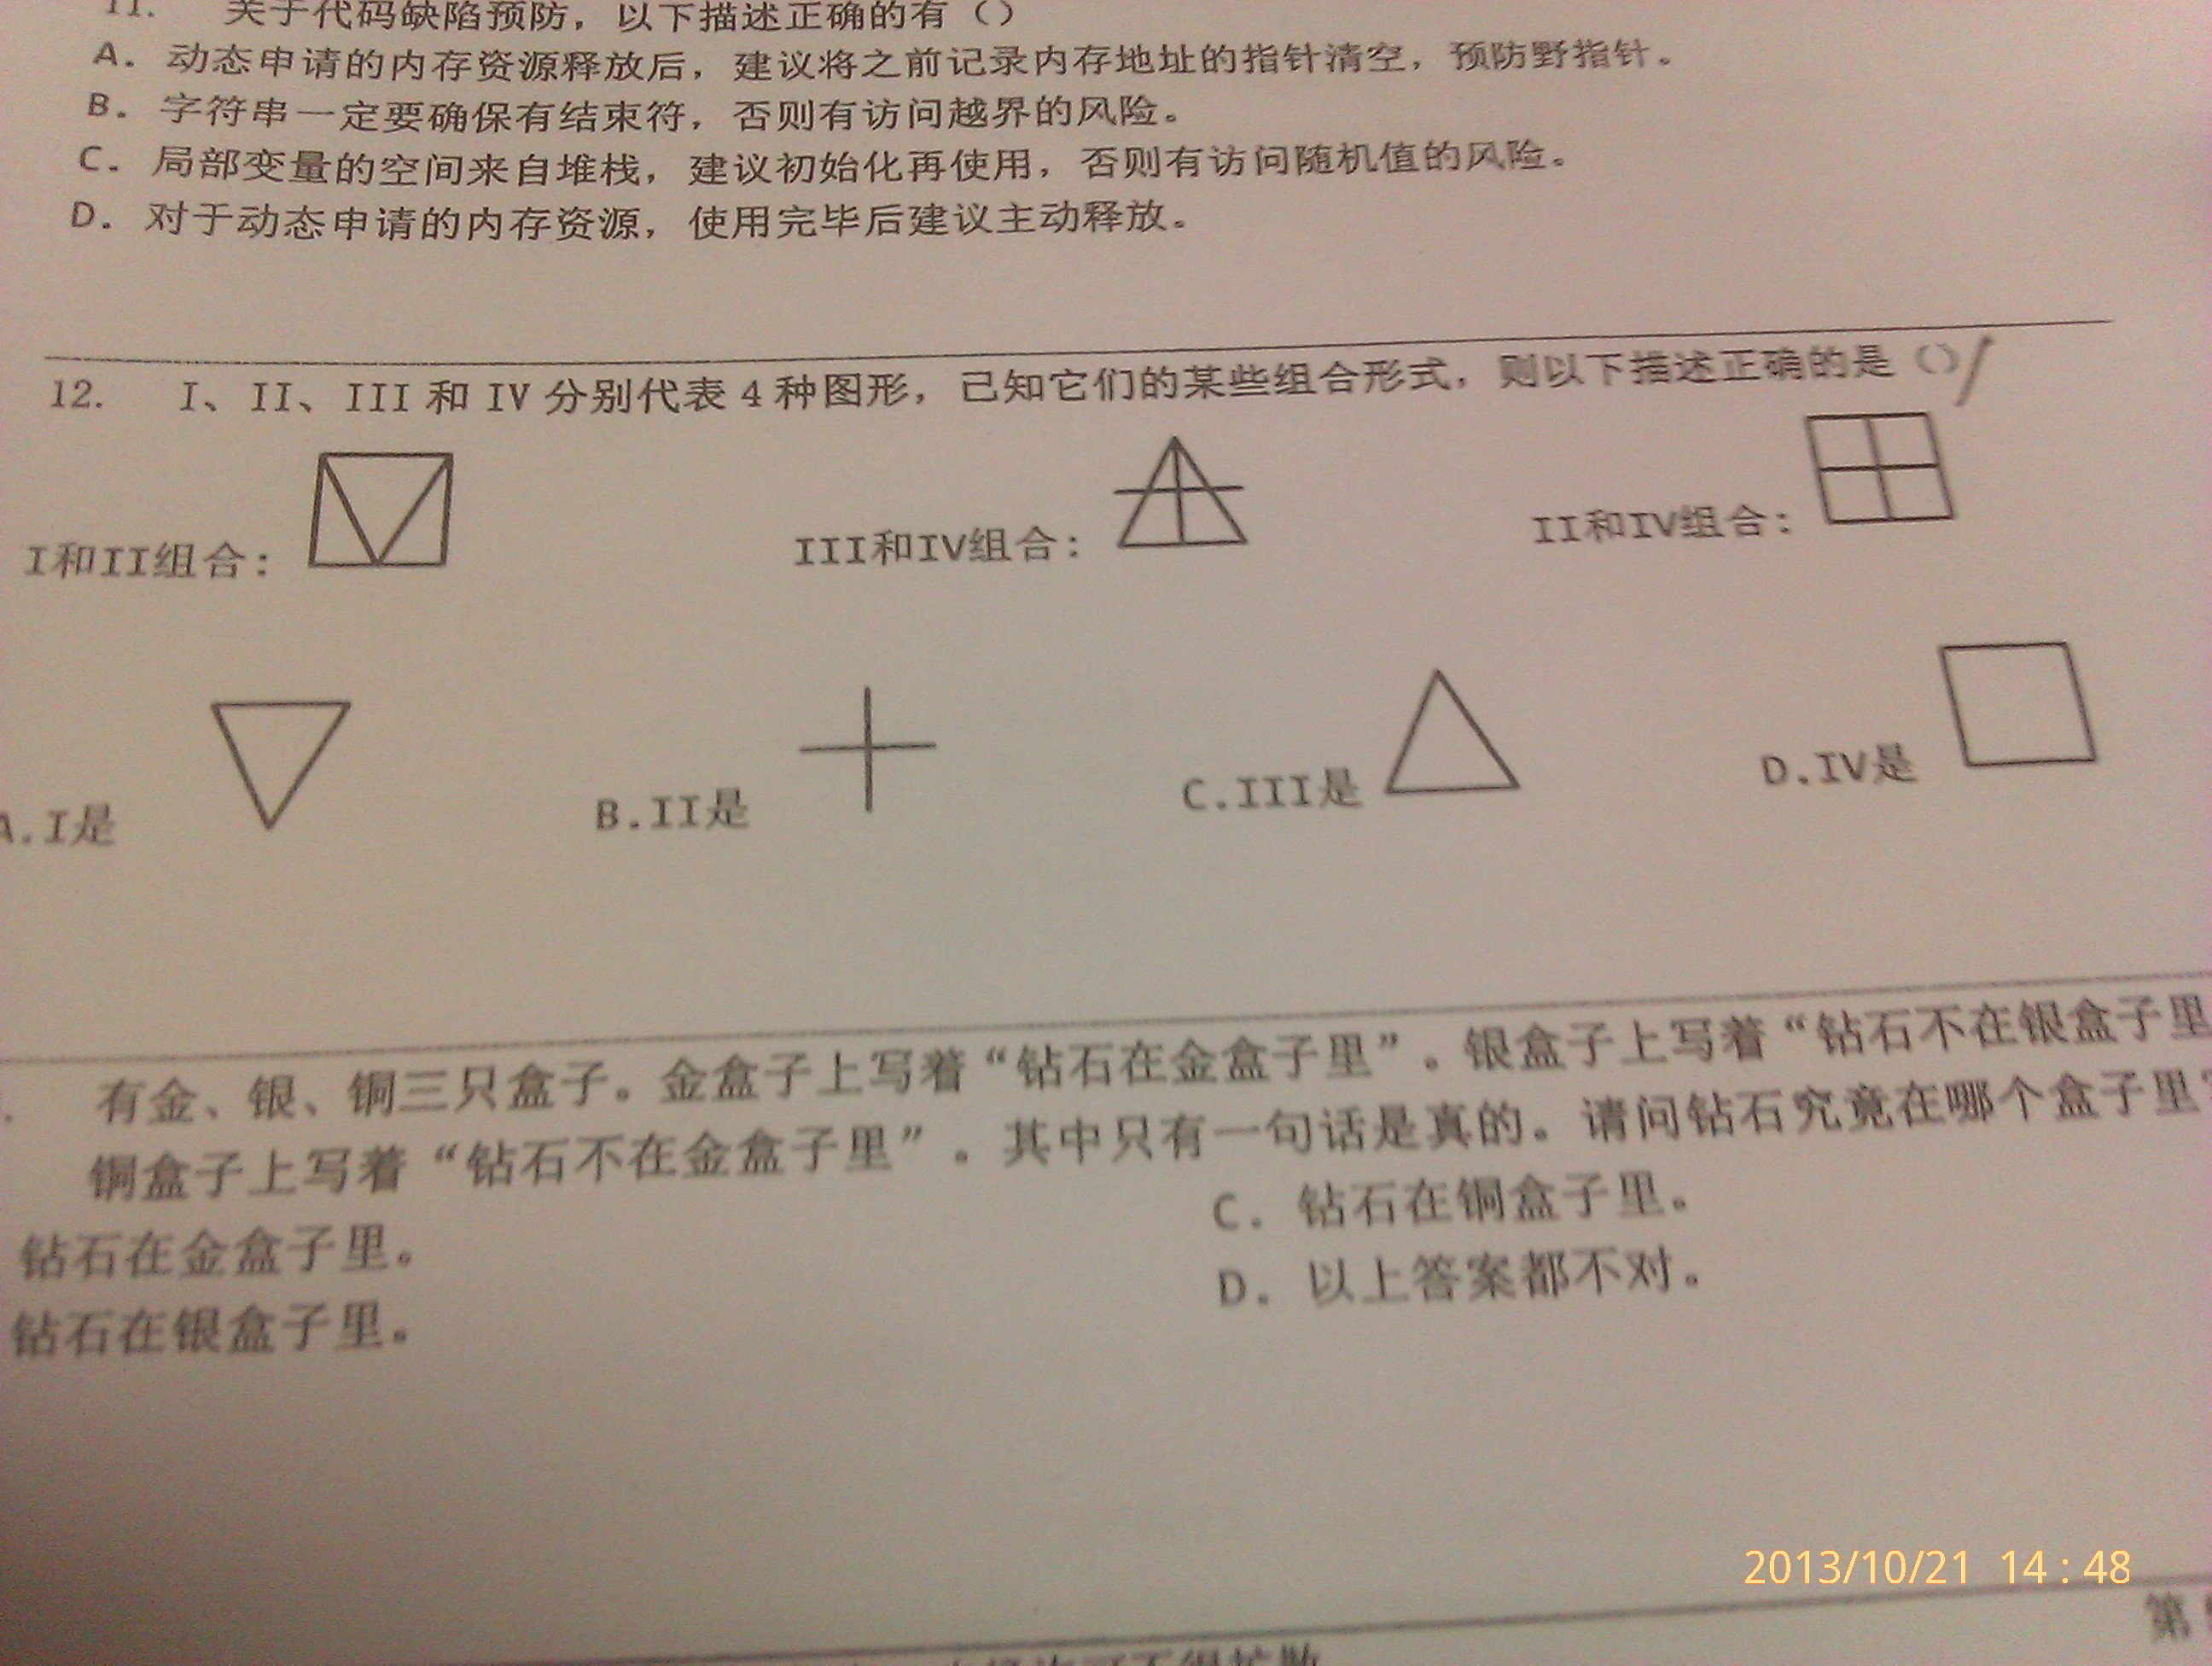 11. 关于代码缺陷预防，以下描述正确的有（）
A. 动态申请的内存资源释放后，建议将之前记录内存地址的指针清空，预防野指针。
B. 字符串一定要确保有结束符，否则有访问越界的风险。
C. 局部变量的空间来自堆栈，建议初始化再使用，否则有访问随机值的风险。
D. 对于动态申请的内存资源，使用完毕后建议主动释放。
12. I、II、III 和 IV 分别代表 4 种图形，已知它们的某些组合形式，则以下描述正确的是（）
I和II组合： III和IV组合： II和IV组合：
A.I是 B.II是 C.III是 D.IV是
有金、银、铜三只盒子。金盒子上写着“钻石在金盒子里”。银盒子上写着“钻石不在银盒子里
铜盒子上写着“钻石不在金盒子里”。其中只有一句话是真的。请问钻石究竟在哪个盒子里
钻石在金盒子里。 C. 钻石在铜盒子里。
钻石在银盒子里。 D. 以上答案都不对。
2013/10/21 14:48
第